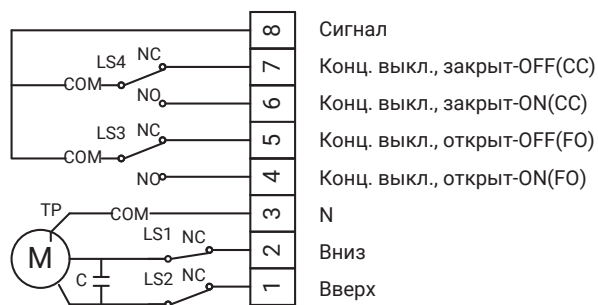 8 Сигнал
LS4 NC 7 Конц. выкл., закрыт-OFF(CC)
COM
NO 6 Конц. выкл., закрыт-ON(CC)
LS3 NC 5 Конц. выкл., открыт-OFF(FO)
COM
NO 4 Конц. выкл., открыт-ON(FO)
TP COM 3 N
LS1 NC 2 Вниз
M
C LS2 NC 1 Вверх